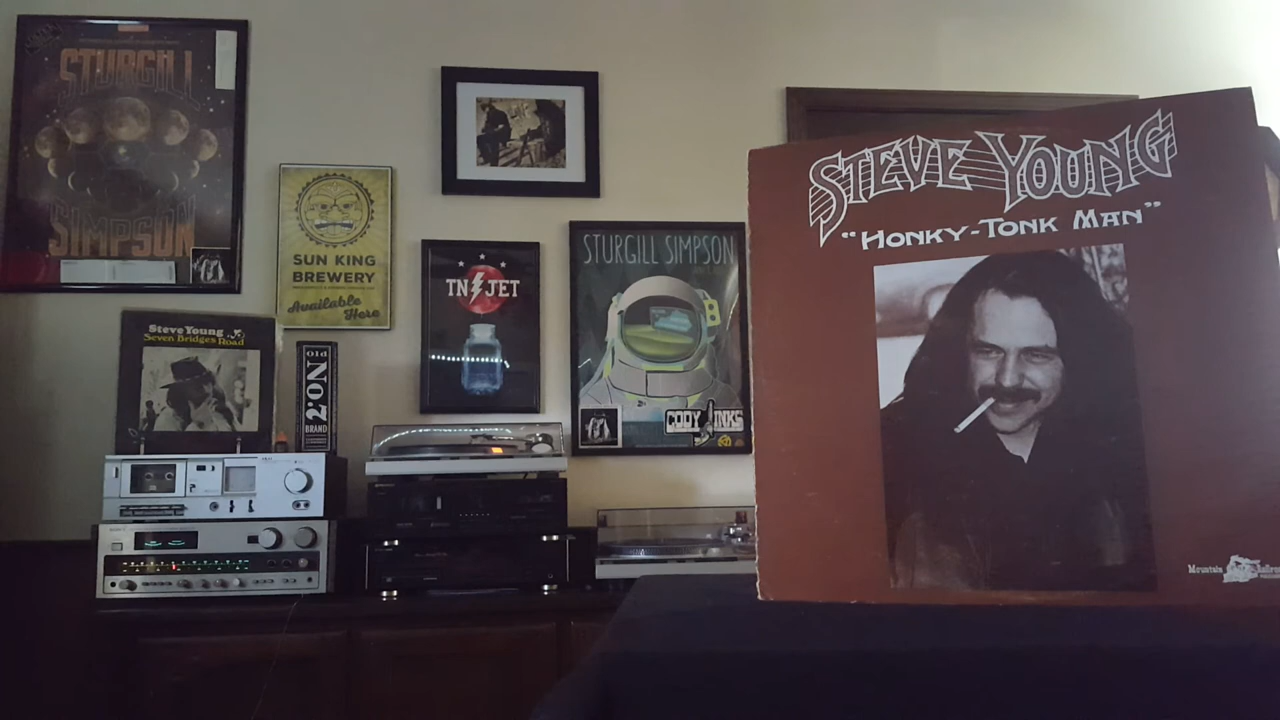 STURGILL
SIMPSON
SUN KING
BREWERY
Available
Here
Steve Young
Seven Bridges Road
Old
No.2
BRAND
TN JET
STURGILL SIMPSON
CODY JINKS
STEVE YOUNG
"HONKY-TONK MAN"
Mountain Railroad